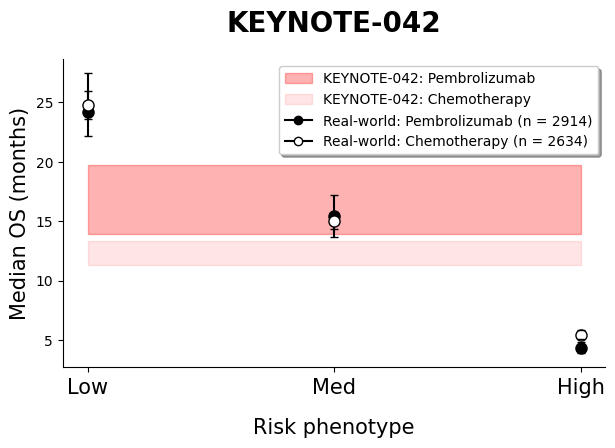 KEYNOTE-042
KEYNOTE-042: Pembrolizumab
KEYNOTE-042: Chemotherapy
Real-world: Pembrolizumab (n = 2914)
Real-world: Chemotherapy (n = 2634)
Median OS (months)
25
20
15
10
5
Low
Med
High
Risk phenotype